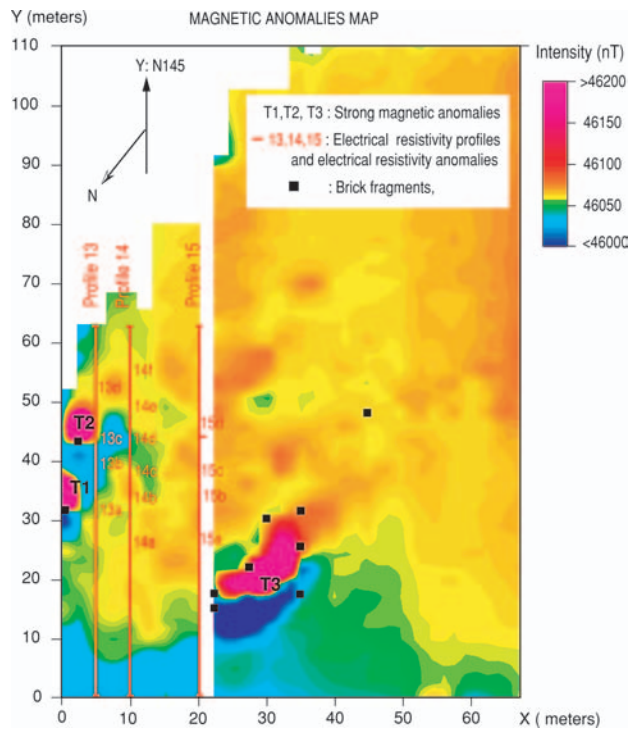 Y (meters)
MAGNETIC ANOMALIES MAP
Intensity (nT)
110
100
90
80
70
60
50
40
30
20
10
0
Y: N145
N
T1,T2, T3 : Strong magnetic anomalies
13,14,15 : Electrical resistivity profiles
and electrical resistivity anomalies
: Brick fragments,
>46200
46150
46100
46050
<46000
Profile 13
Profile 14
Profile 15
14f
13d
14e
T2
15d
13c
14d
13b
14c
15c
T1
14b
15b
13a
14a
15a
T3
0
10
20
30
40
50
60
X ( meters)